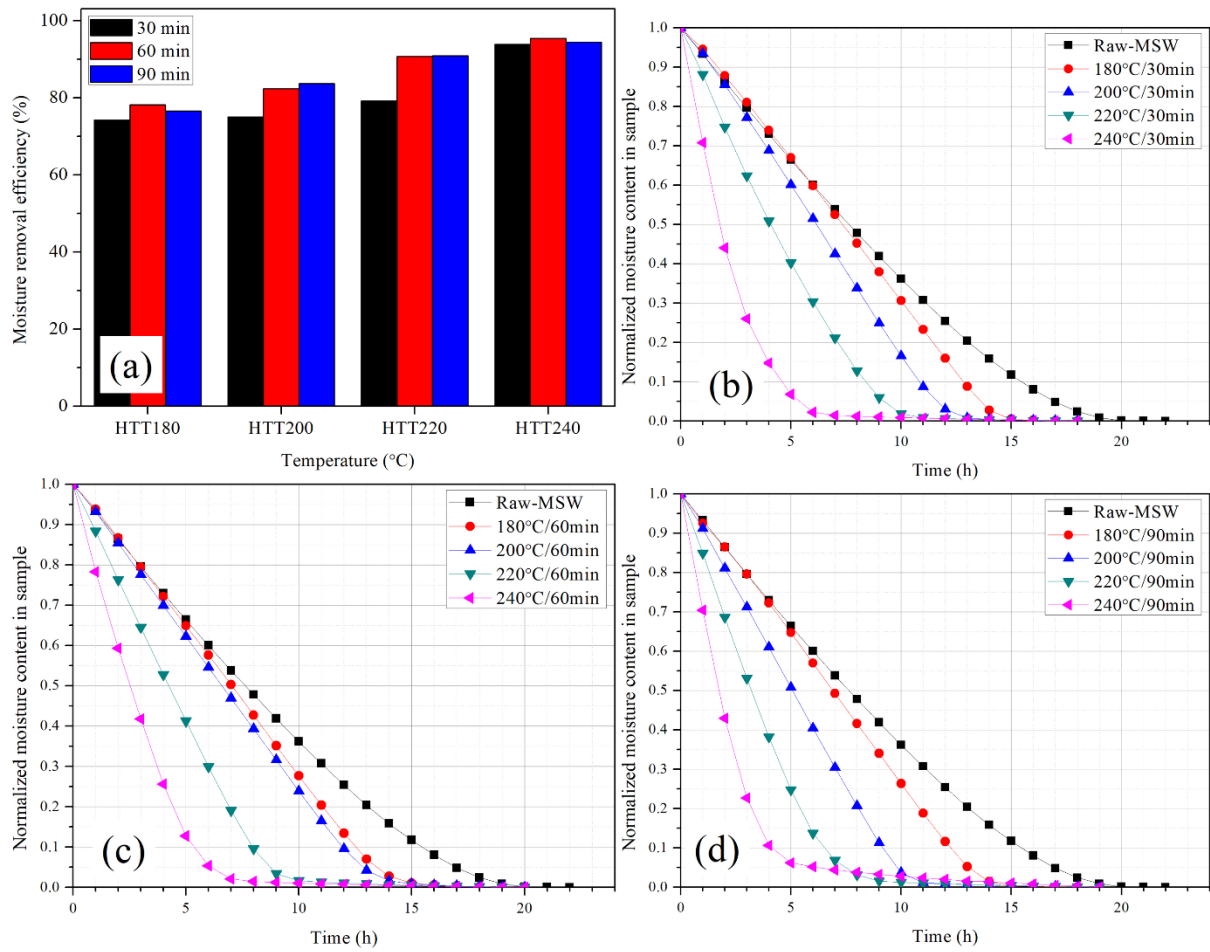 100
80
60
40
20
0
Moisture removal efficiency (%)
30 min
60 min
90 min
(a)
HTT180 HTT200 HTT220 HTT240
Temperature (°C)
1.0
0.9
0.8
0.7
0.6
0.5
0.4
0.3
0.2
0.1
0.0
Normalized moisture content in sample
Raw-MSW
180°C/30min
200°C/30min
220°C/30min
240°C/30min
(b)
0 5 10 15 20
Time (h)
1.0
0.9
0.8
0.7
0.6
0.5
0.4
0.3
0.2
0.1
0.0
Normalized moisture content in sample
Raw-MSW
180°C/60min
200°C/60min
220°C/60min
240°C/60min
(c)
0 5 10 15 20
Time (h)
1.0
0.9
0.8
0.7
0.6
0.5
0.4
0.3
0.2
0.1
0.0
Normalized moisture content in sample
Raw-MSW
180°C/90min
200°C/90min
220°C/90min
240°C/90min
(d)
0 5 10 15 20
Time (h)